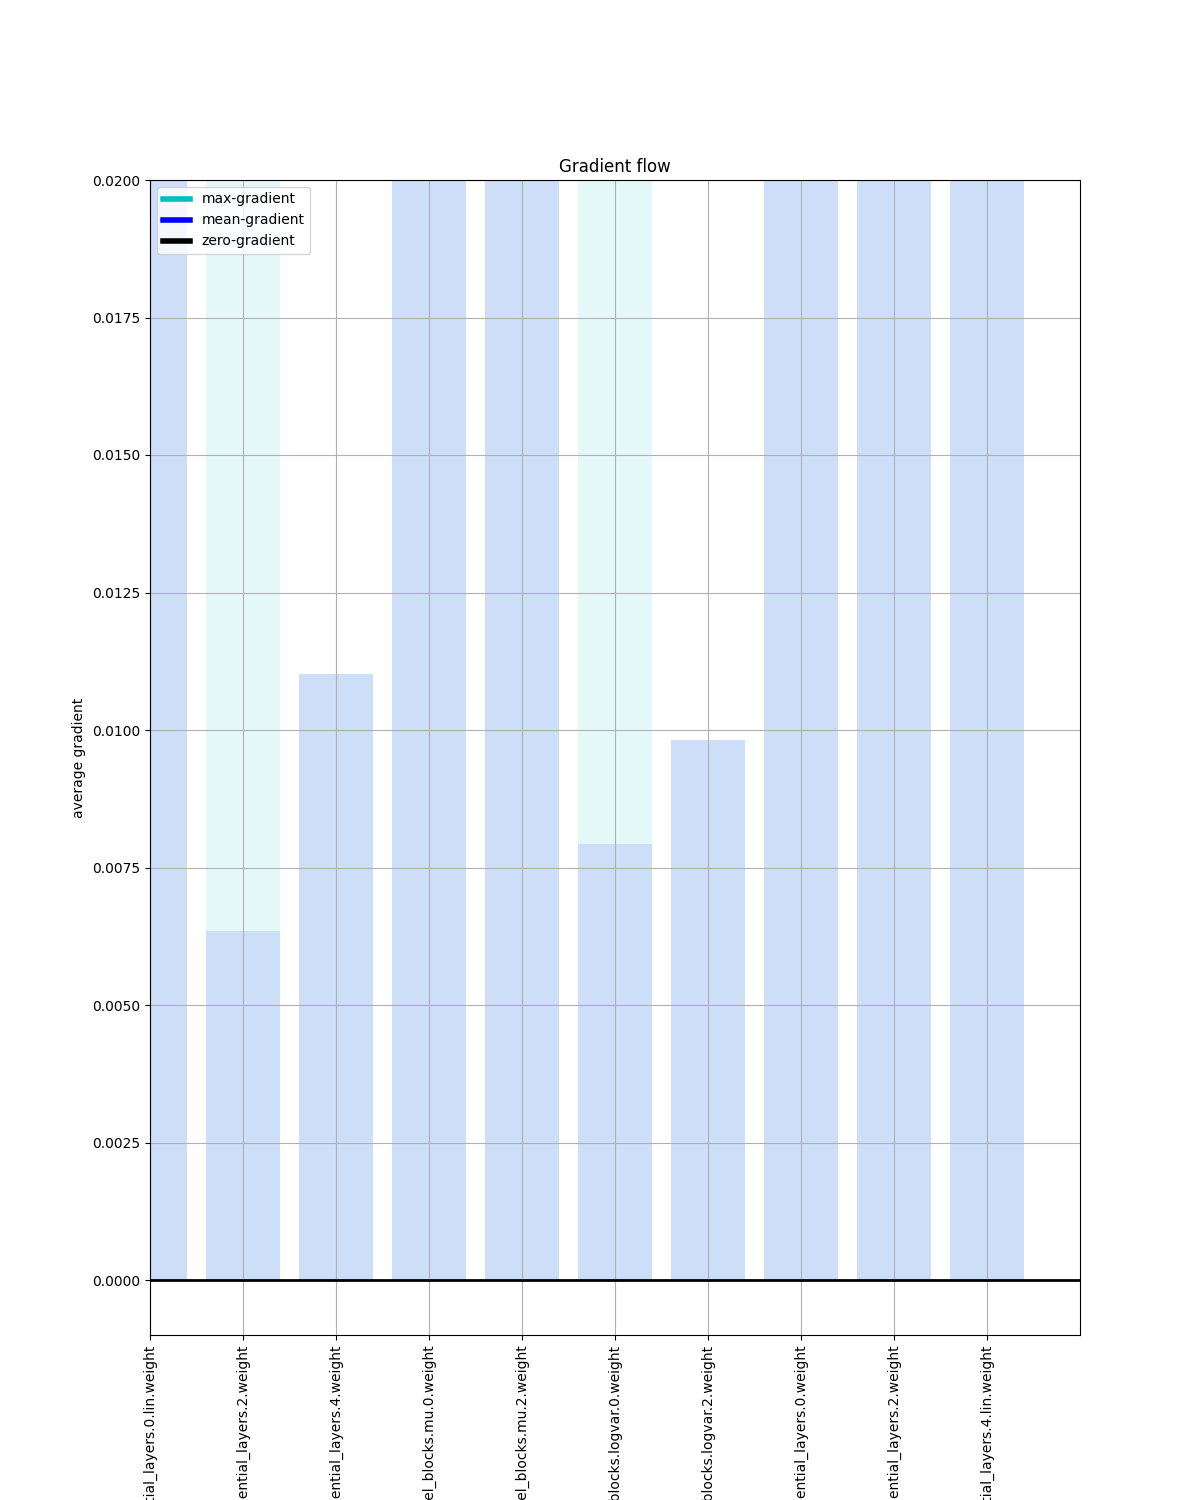 Gradient flow
max-gradient
mean-gradient
zero-gradient
0.0200
0.0175
0.0150
0.0125
0.0100
0.0075
0.0050
0.0025
0.0000
average gradient
tial_layers.0.lin.weight
ential_layers.2.weight
ential_layers.4.weight
el_blocks.mu.0.weight
el_blocks.mu.2.weight
blocks.logvar.0.weight
blocks.logvar.2.weight
ential_layers.0.weight
ential_layers.2.weight
tial_layers.4.lin.weight